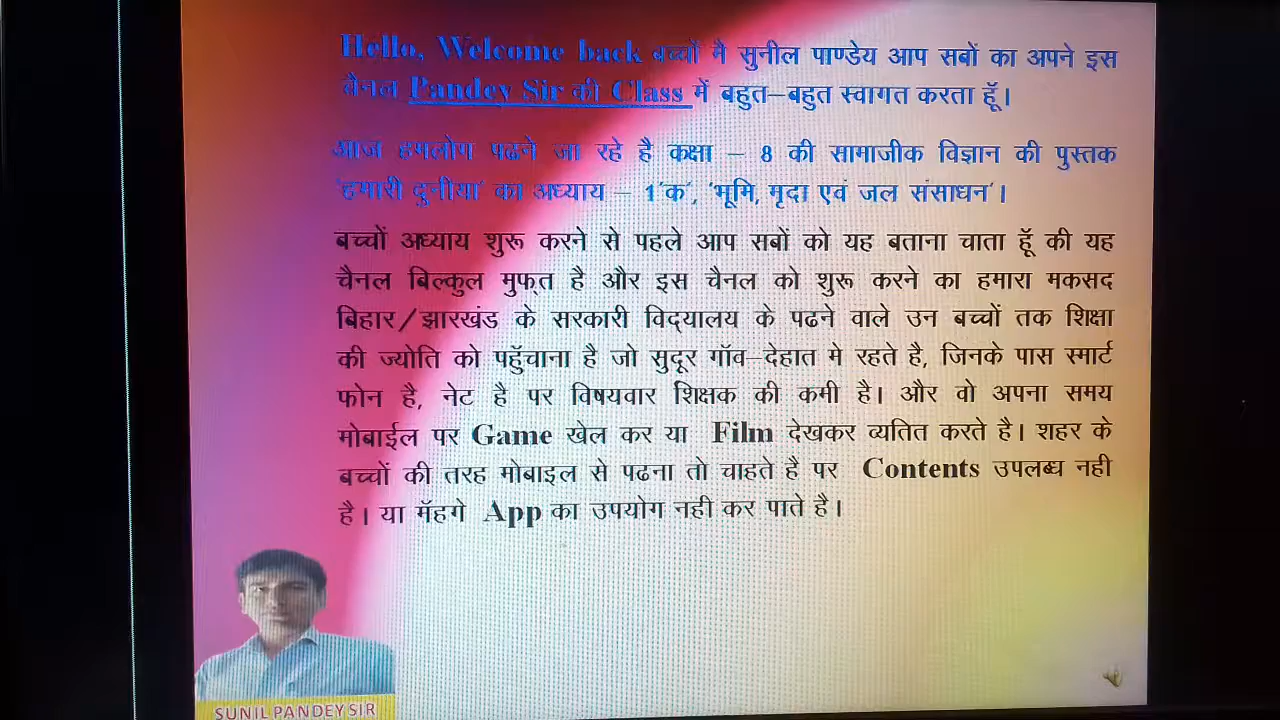 Hello, Welcome back बच्चों मै सुनील पाण्डेय आप सबों का अपने इस
चैनल Pandey Sir की Class में बहुत–बहुत स्वागत करता हूॅं।
आज हमलोग पढने जा रहे है कक्षा – 8 की सामाजीक विज्ञान की पुस्तक
'हमारी दुनीया' का अध्याय – 1'क', 'भूमि, मृदा एवं जल संसाधन'।
बच्चों अध्याय शुरू करने से पहले आप सबों को यह बताना चाता हूॅं की यह
चैनल बिल्कुल मुफ्त है और इस चैनल को शुरू करने का हमारा मकसद
बिहार/झारखंड के सरकारी विद्यालय के पढने वाले उन बच्चों तक शिक्षा
की ज्योति को पहुॅंचाना है जो सुदूर गॉंव–देहात मे रहते है, जिनके पास स्मार्ट
फोन है, नेट है पर विषयवार शिक्षक की कमी है। और वो अपना समय
मोबाईल पर Game खेल कर या Film देखकर व्यतित करते है। शहर के
बच्चों की तरह मोबाइल से पढना तो चाहते है पर Contents उपलब्ध नही
है। या मॅंहगे App का उपयोग नही कर पाते है।
SUNIL PANDEY SIR